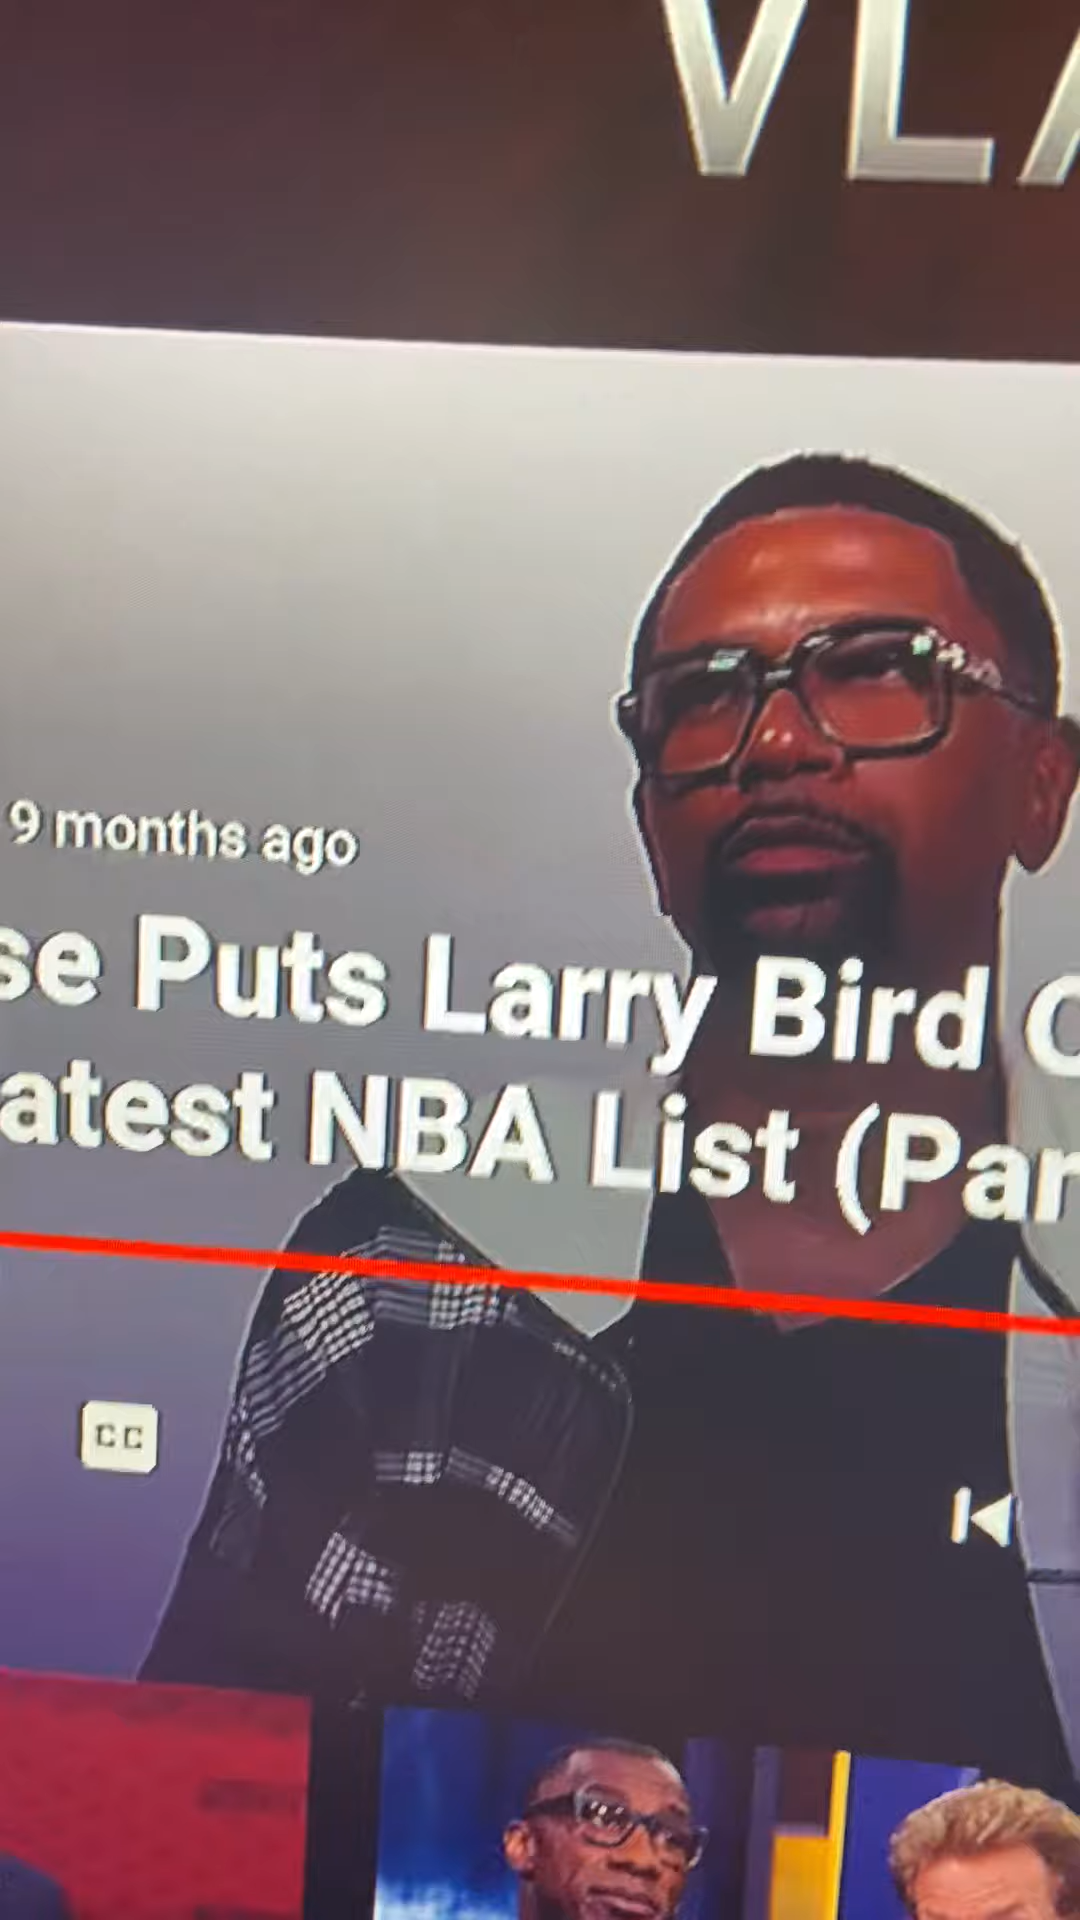 VLA
9 months ago
se Puts Larry Bird O
atest NBA List (Par
CC